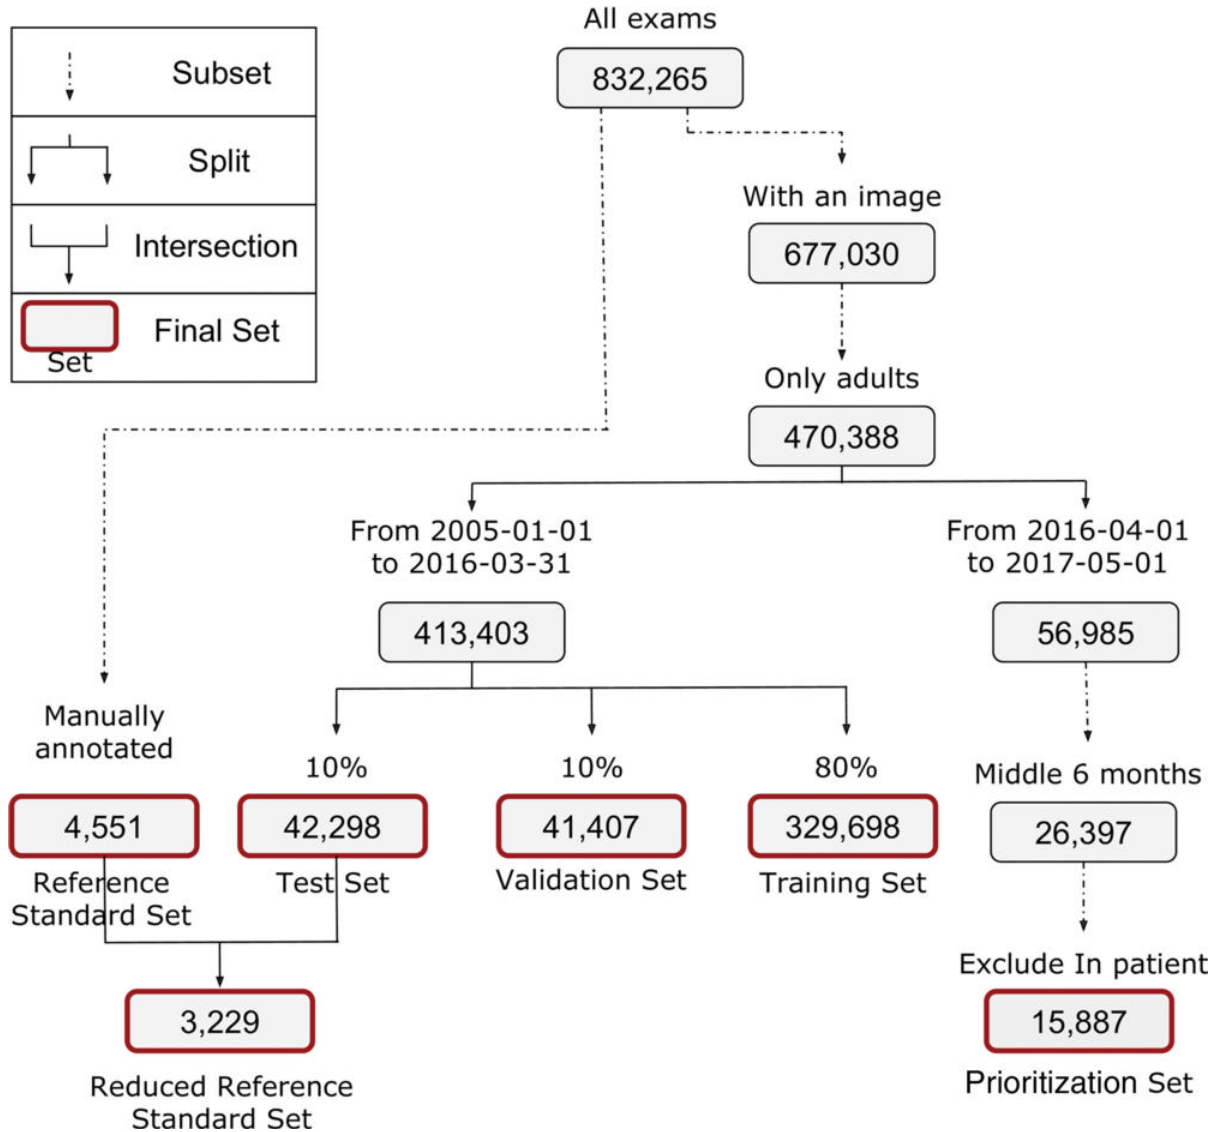 Subset
Split
Intersection
Final Set
Set
All exams
832,265
With an image
677,030
Only adults
470,388
From 2005-01-01
to 2016-03-31
413,403
From 2016-04-01
to 2017-05-01
56,985
Manually
annotated
4,551
Reference
Standard Set
10%
42,298
Test Set
10%
41,407
Validation Set
80%
329,698
Training Set
Middle 6 months
26,397
3,229
Reduced Reference
Standard Set
Exclude In patient
15,887
Prioritization Set